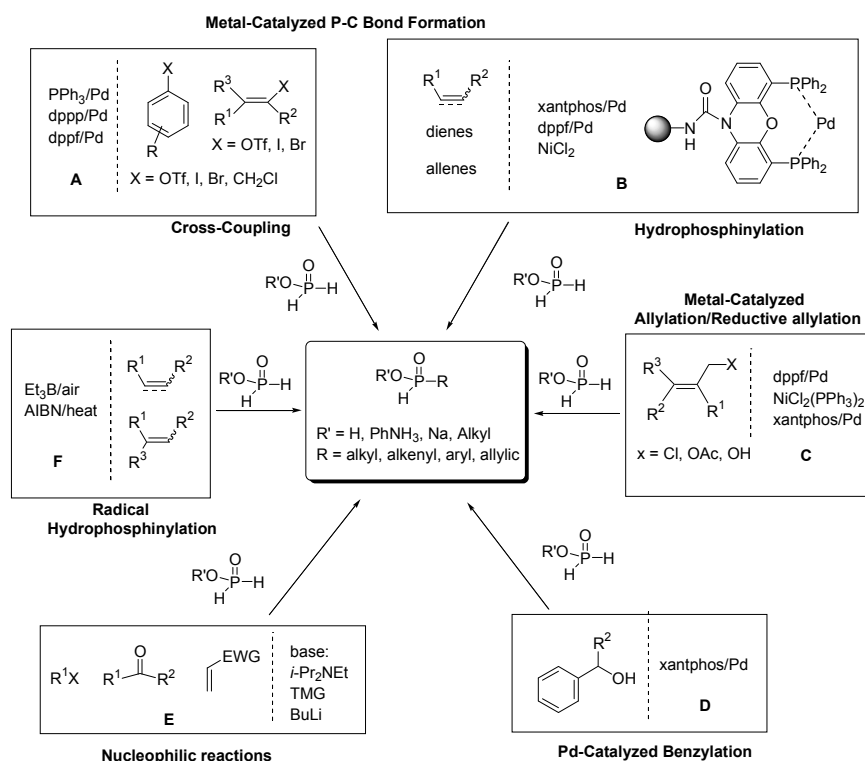 Metal-Catalyzed P-C Bond Formation
PPh3/Pd
dppp/Pd
dppf/Pd
A
X
R
R3
X
R1
R2
X = OTf, I, Br
X = OTf, I, Br, CH2Cl
Cross-Coupling
R1
R2
dienes
allenes
xantphos/Pd
dppf/Pd
NiCl2
B
O
N
H
N
O
PPh2
Pd
PPh2
Hydrophosphinylation
O
R'O
P
H
H
O
R'O
P
H
H
Metal-Catalyzed
Allylation/Reductive allylation
R3
X
R2
R1
x = Cl, OAc, OH
dppf/Pd
NiCl2(PPh3)2
xantphos/Pd
C
O
R'O
P
H
H
Et3B/air
AIBN/heat
F
R1
R2
R1
R2
R3
Radical
Hydrophosphinylation
O
R'O
P
H
H
O
R'O
P
R
H
R' = H, PhNH3, Na, Alkyl
R = alkyl, alkenyl, aryl, allylic
O
R'O
P
H
H
O
R'O
P
H
H
R1X
O
R1
R2
EWG
E
base:
i-Pr2NEt
TMG
BuLi
Nucleophilic reactions
R2
OH
xantphos/Pd
D
Pd-Catalyzed Benzylation